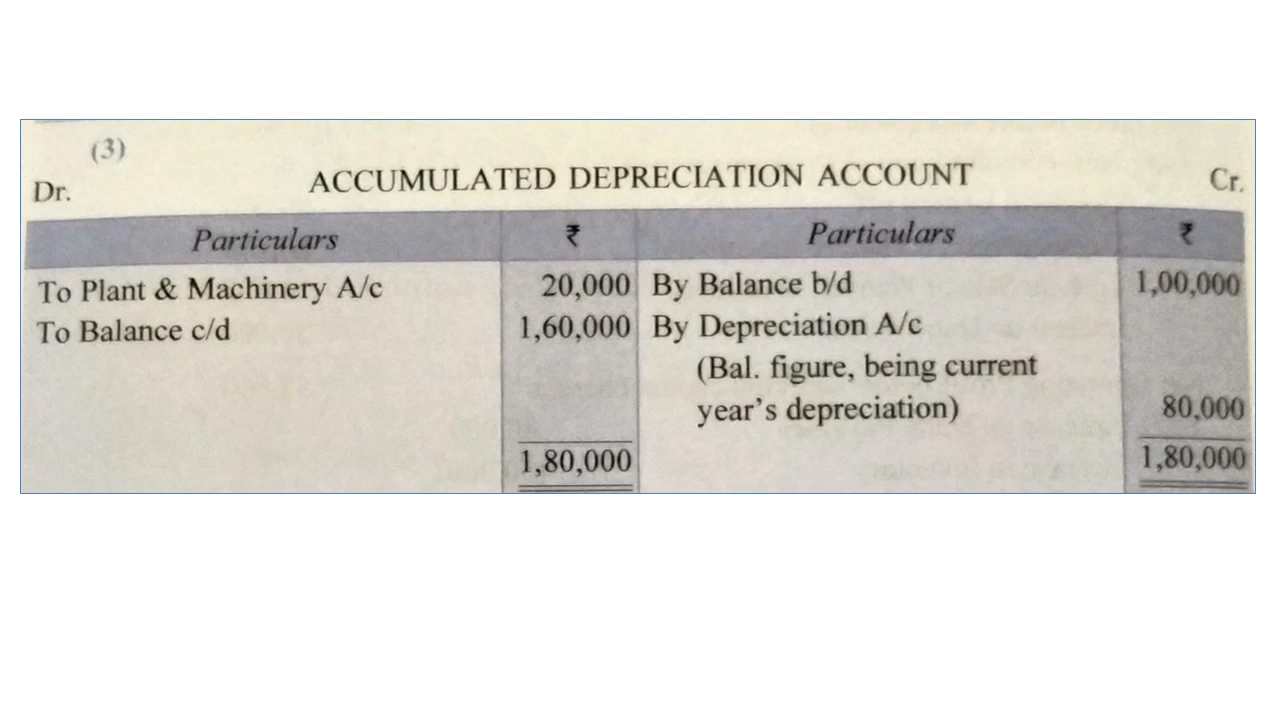 (3)
Dr. ACCUMULATED DEPRECIATION ACCOUNT Cr.
Particulars ₹ Particulars ₹
To Plant & Machinery A/c 20,000 By Balance b/d 1,00,000
To Balance c/d 1,60,000 By Depreciation A/c
(Bal. figure, being current
year's depreciation) 80,000
1,80,000 1,80,000